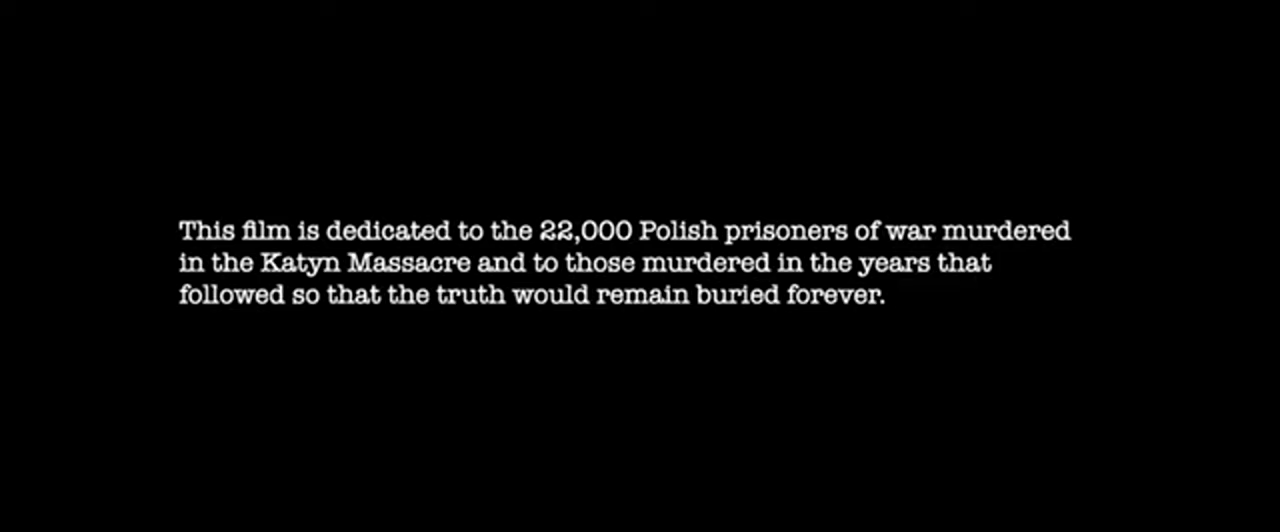 This film is dedicated to the 22,000 Polish prisoners of war murdered
in the Katyn Massacre and to those murdered in the years that
followed so that the truth would remain buried forever.